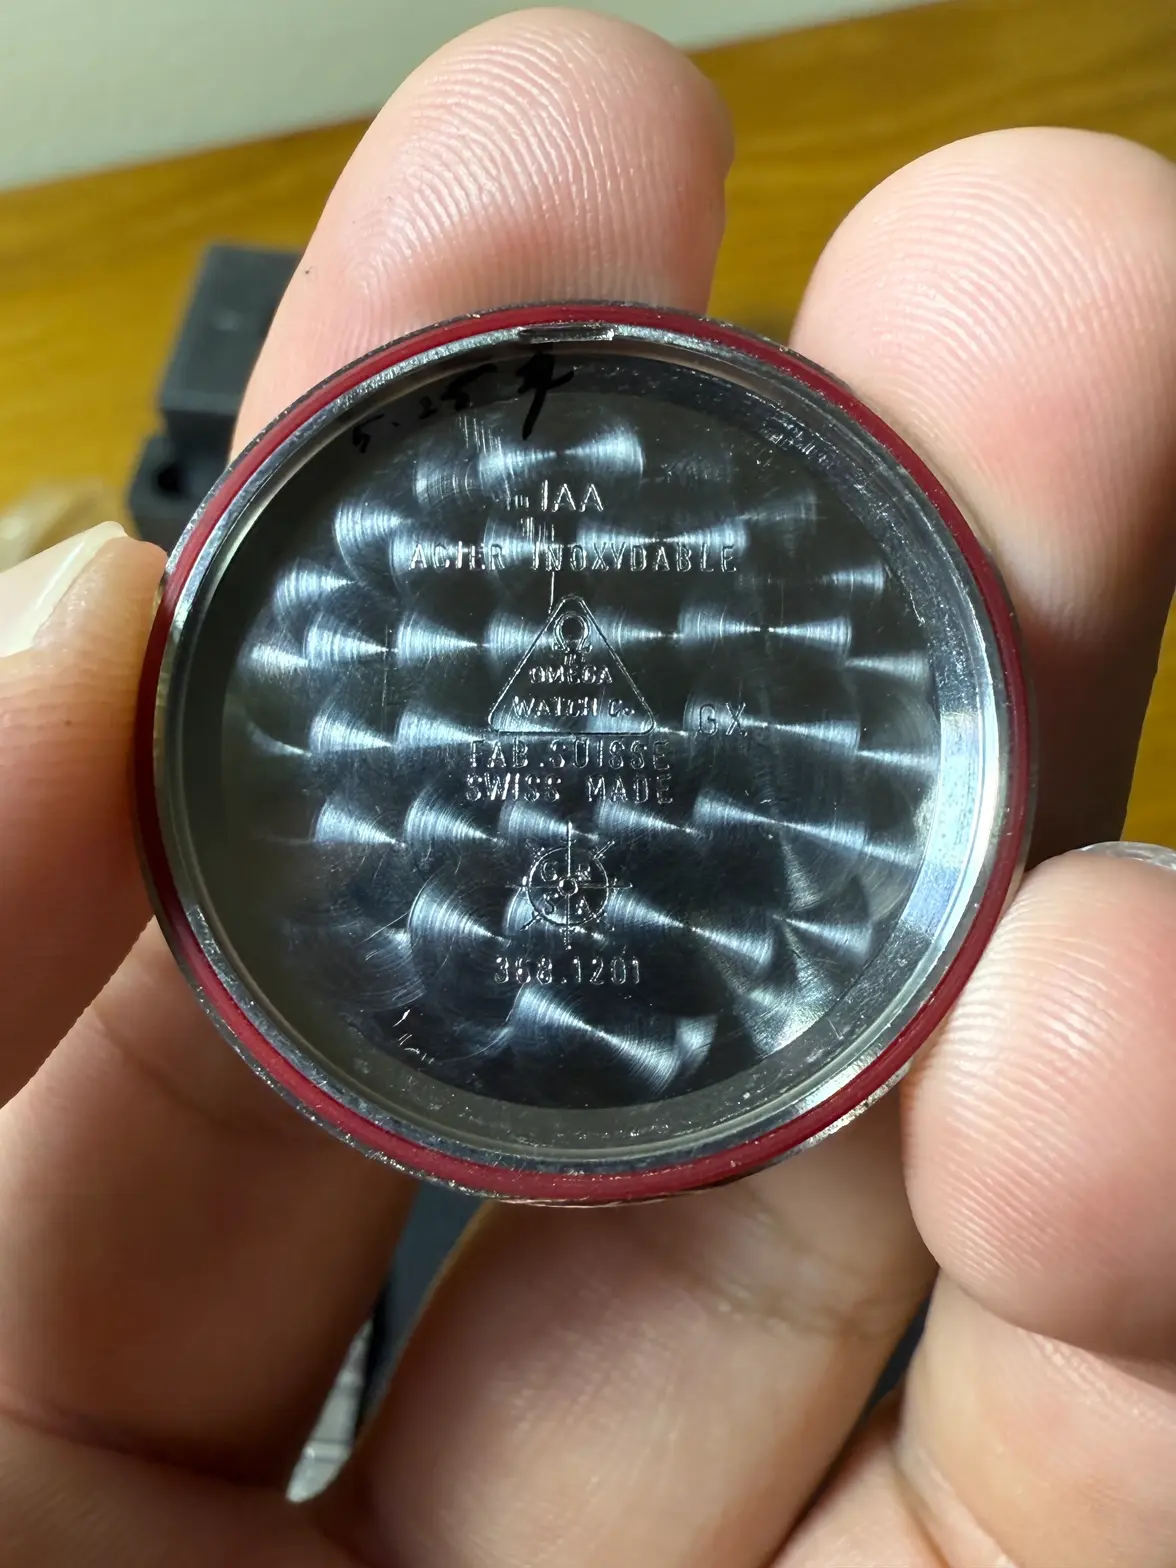 IAA
ACIER INOXYDABLE
Ω
OMEGA
WATCH Co
GX
FAB. SUISSE
SWISS MADE
368.1201